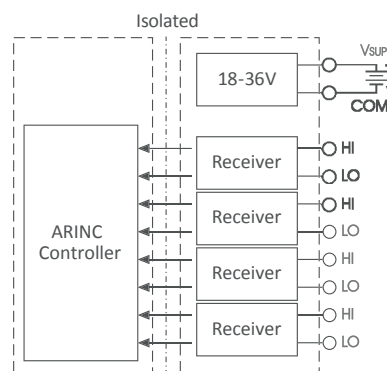 Isolated
18-36V
VSUP
COM
ARINC
Controller
Receiver
HI
LO
Receiver
HI
LO
Receiver
HI
LO
Receiver
HI
LO